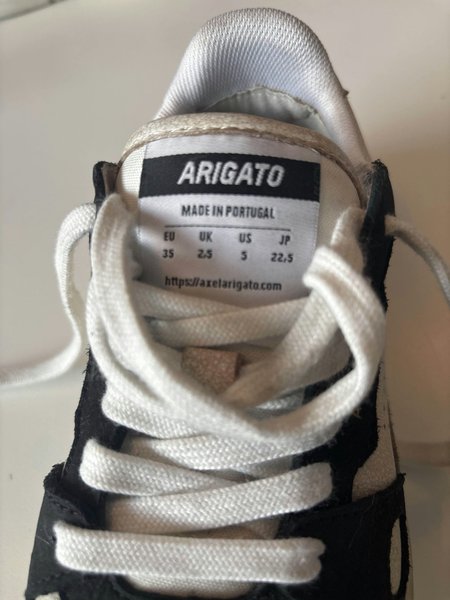 ARIGATO
MADE IN PORTUGAL
EU UK US JP
35 2,5 5 22,5
https://axelarigato.com